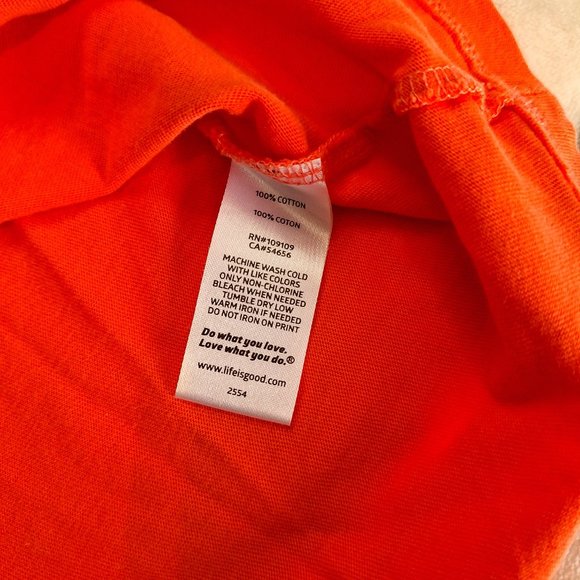 100% COTTON
100% COTON
RN#109109
CA#54656
MACHINE WASH COLD
WITH LIKE COLORS
ONLY NON-CHLORINE
BLEACH WHEN NEEDED
TUMBLE DRY LOW
WARM IRON IF NEEDED
DO NOT IRON ON PRINT
Do what you love.
Love what you do.®
www.lifeisgood.com
2554